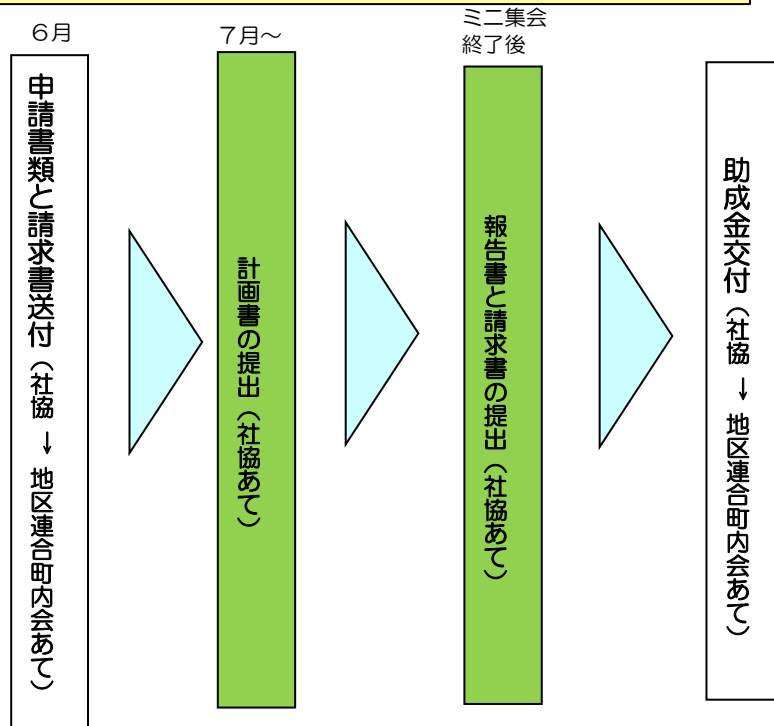 ６月
申請書類と請求書送付（社協 → 地区連合町内会あて）
７月～
計画書の提出（社協あて）
ミニ集会
終了後
報告書と請求書の提出（社協あて）
助成金交付（社協 → 地区連合町内会あて）